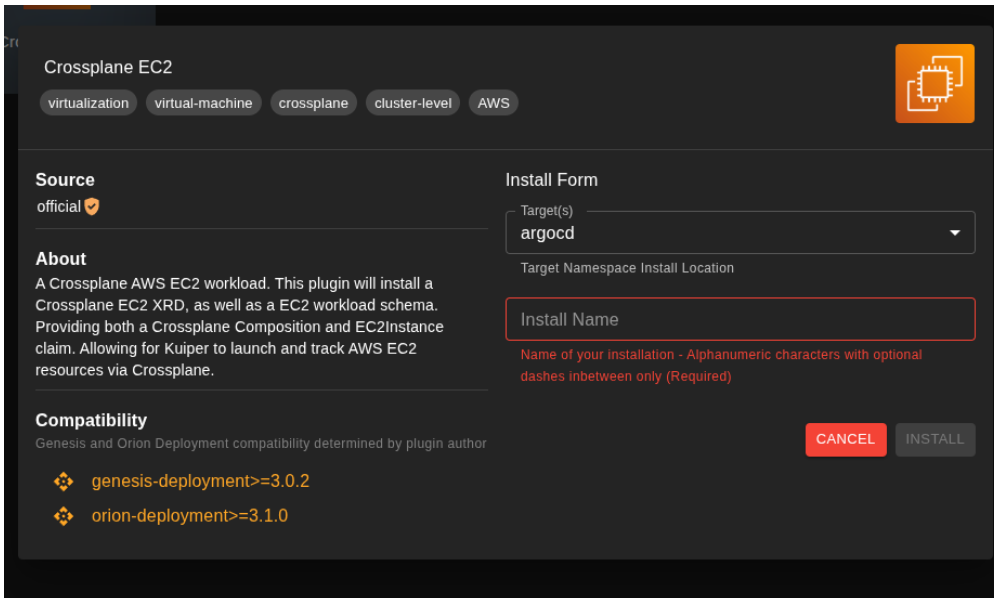 Cro
Crossplane EC2
virtualization virtual-machine crossplane cluster-level AWS
Source
official
About
A Crossplane AWS EC2 workload. This plugin will install a
Crossplane EC2 XRD, as well as a EC2 workload schema.
Providing both a Crossplane Composition and EC2Instance
claim. Allowing for Kuiper to launch and track AWS EC2
resources via Crossplane.
Compatibility
Genesis and Orion Deployment compatibility determined by plugin author
genesis-deployment>=3.0.2
orion-deployment>=3.1.0
Install Form
Target(s)
argocd
Target Namespace Install Location
Install Name
Name of your installation - Alphanumeric characters with optional
dashes inbetween only (Required)
CANCEL INSTALL